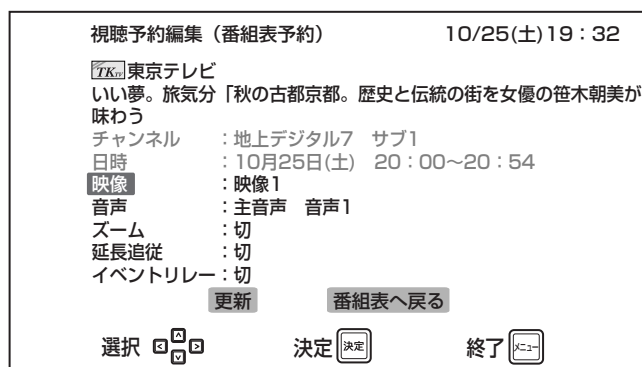 視聴予約編集（番組表予約） 10/25(土)19：32
TKTV 東京テレビ
いい夢。旅気分「秋の古都京都。歴史と伝統の街を女優の笹木朝美が
味わう
チャンネル ：地上デジタル7 サブ1
日時 ：10月25日(土) 20：00～20：54
映像 ：映像1
音声 ：主音声 音声1
ズーム ：切
延長追従 ：切
イベントリレー：切
更新 番組表へ戻る
選択 決定 決定 終了 メニュー